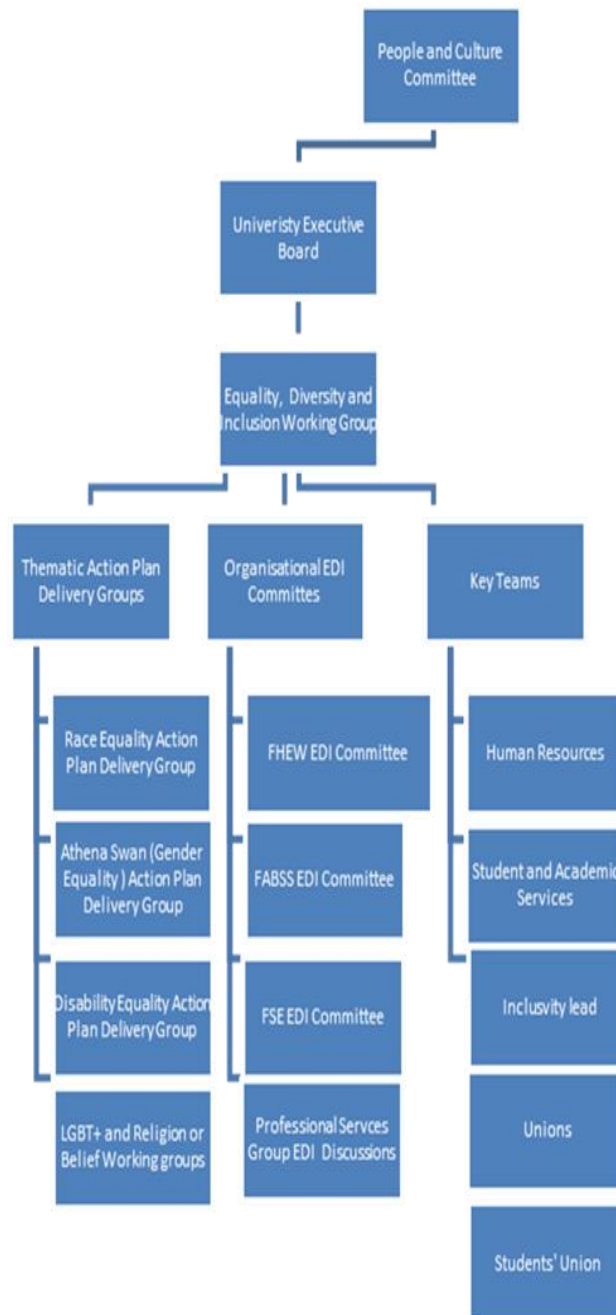 People and Culture
Committee
Univeristy Executive
Board
Equality, Diversity and
Inclusion Working Group
Thematic Action Plan
Delivery Groups
Organisational EDI
Committes
Key Teams
Race Equality Action
Plan Delivery Group
Athena Swan (Gender
Equality ) Action Plan
Delivery Group
Disability Equality Action
Plan Delivery Group
LGBT+ and Religion or
Belief Working groups
FHEW EDI Committee
FABSS EDI Committee
FSE EDI Committee
Professional Servces
Group EDI Discussions
Human Resources
Student and Academic
Services
Inclusvity lead
Unions
Students' Union